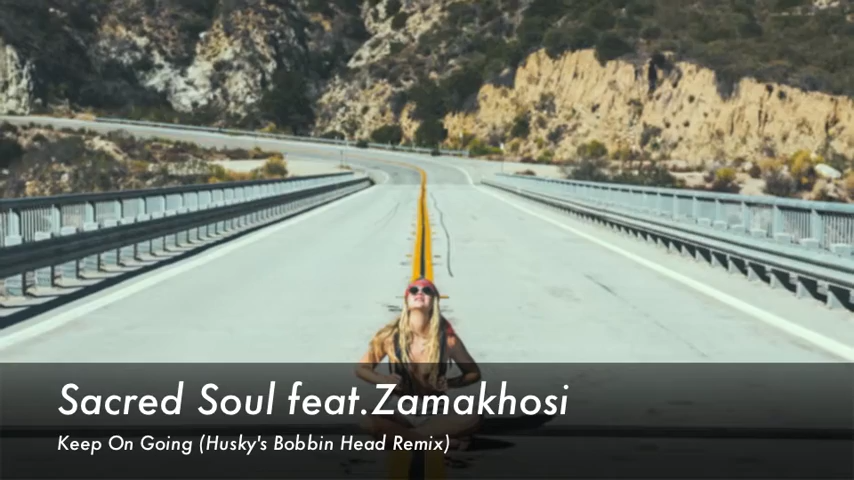 Sacred Soul feat.Zamakhosi
Keep On Going (Husky's Bobbin Head Remix)